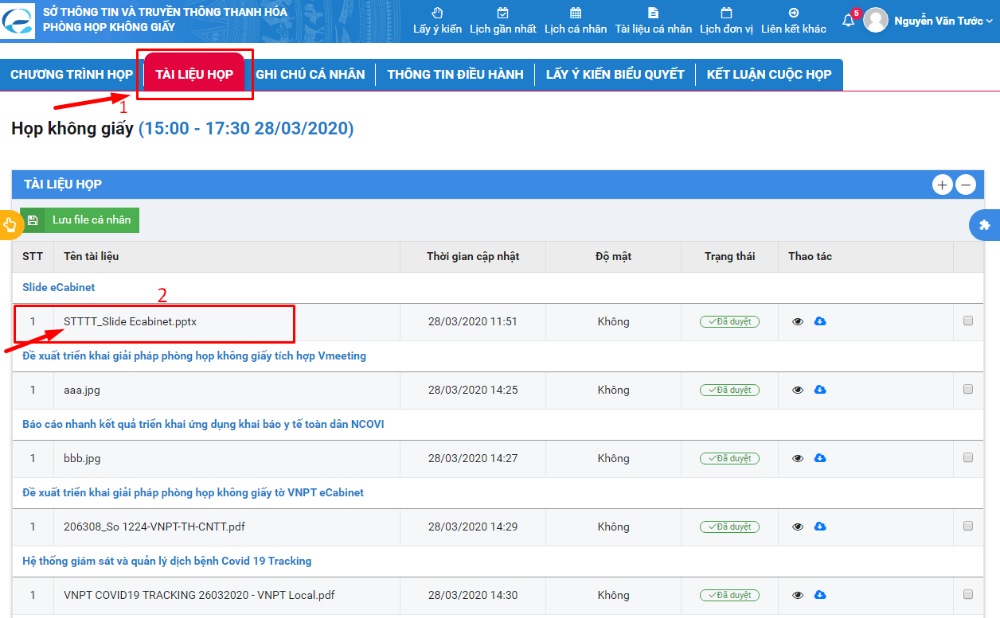 SỞ THÔNG TIN VÀ TRUYỀN THÔNG THANH HÓA
PHÒNG HỌP KHÔNG GIẤY
Lấy ý kiến Lịch gần nhất Lịch cá nhân Tài liệu cá nhân Lịch đơn vị Liên kết khác 5 Nguyễn Văn Tước
CHƯƠNG TRÌNH HỌP TÀI LIỆU HỌP GHI CHÚ CÁ NHÂN THÔNG TIN ĐIỀU HÀNH LẤY Ý KIẾN BIỂU QUYẾT KẾT LUẬN CUỘC HỌP
1
Họp không giấy (15:00 - 17:30 28/03/2020)
TÀI LIỆU HỌP
Lưu file cá nhân
STT Tên tài liệu Thời gian cập nhật Độ mật Trạng thái Thao tác
Slide eCabinet
2
1 STTTT_Slide Ecabinet.pptx 28/03/2020 11:51 Không Đã duyệt
Đề xuất triển khai giải pháp phòng họp không giấy tích hợp Vmeeting
1 aaa.jpg 28/03/2020 14:25 Không Đã duyệt
Báo cáo nhanh kết quả triển khai ứng dụng khai báo y tế toàn dân NCOVI
1 bbb.jpg 28/03/2020 14:27 Không Đã duyệt
Đề xuất triển khai giải pháp phòng họp không giấy tờ VNPT eCabinet
1 206308_So 1224-VNPT-TH-CNTT.pdf 28/03/2020 14:29 Không Đã duyệt
Hệ thống giám sát và quản lý dịch bệnh Covid 19 Tracking
1 VNPT COVID19 TRACKING 26032020 - VNPT Local.pdf 28/03/2020 14:30 Không Đã duyệt